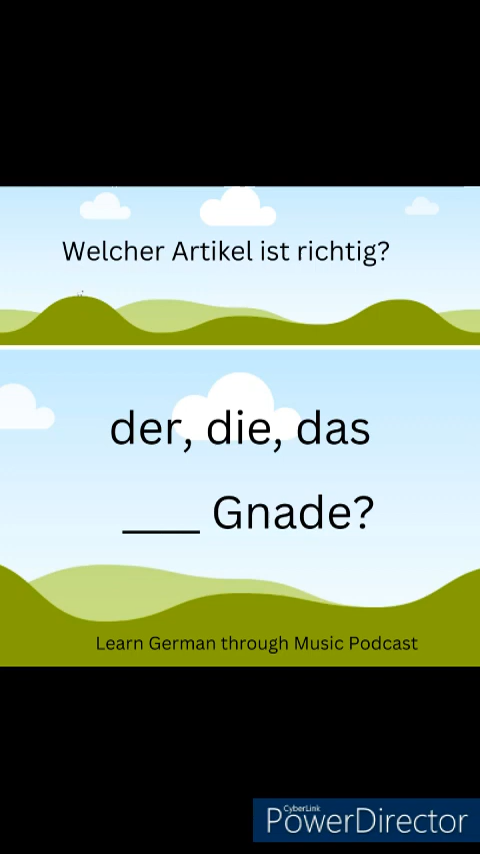 Welcher Artikel ist richtig?
der, die, das
____ Gnade?
Learn German through Music Podcast
CyberLink
PowerDirector